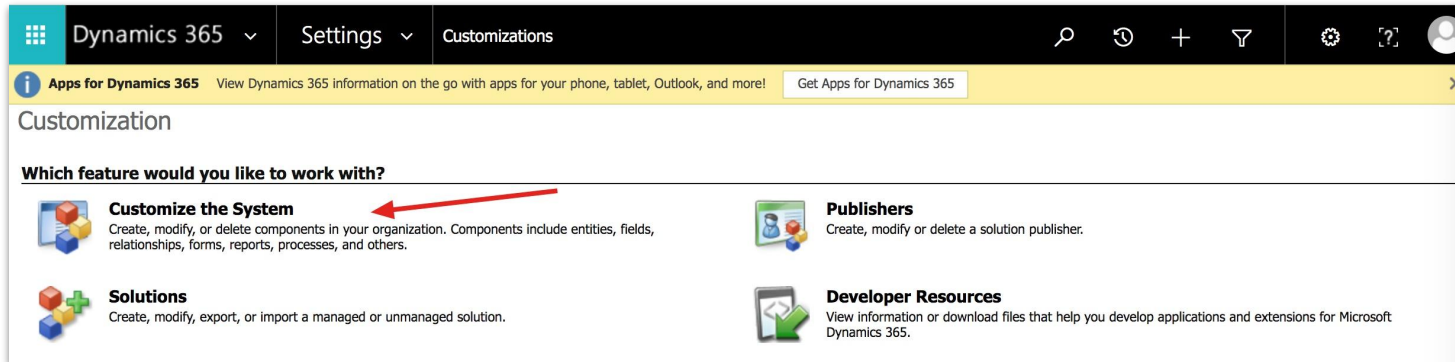 Dynamics 365 Settings Customizations
Apps for Dynamics 365 View Dynamics 365 information on the go with apps for your phone, tablet, Outlook, and more! Get Apps for Dynamics 365
Customization
Which feature would you like to work with?
Customize the System
Create, modify, or delete components in your organization. Components include entities, fields,
relationships, forms, reports, processes, and others.
Publishers
Create, modify or delete a solution publisher.
Solutions
Create, modify, export, or import a managed or unmanaged solution.
Developer Resources
View information or download files that help you develop applications and extensions for Microsoft
Dynamics 365.